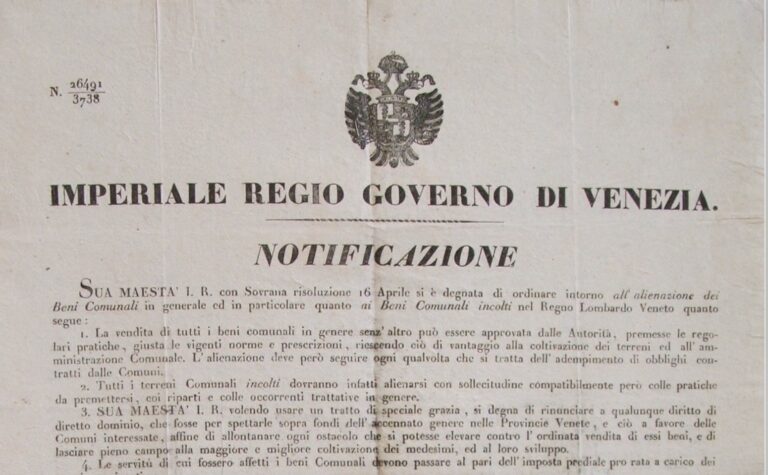 N. 26491/3738
IMPERIALE REGIO GOVERNO DI VENEZIA.
NOTIFICAZIONE
SUA MAESTA' I. R. con Sovrana risoluzione 16 Aprile si è degnata di ordinare intorno all'alienazione dei
Beni Comunali in generale ed in particolare quanto ai Beni Comunali incolti nel Regno Lombardo Veneto quanto
segue:
1. La vendita di tutti i beni comunali in genere senz'altro può essere approvata dalle Autorità, premesse le rego-
lari pratiche, giusta le vigenti norme e prescrizioni, riescendo ciò di vantaggio alla coltivazione dei terreni ed all'am-
ministrazione Comunale. L'alienazione deve però seguire ogni qualvolta che si tratta dell'adempimento di obblighi con-
tratti dalle Comuni.
2. Tutti i terreni Comunali incolti dovranno infatti alienarsi con sollecitudine compatibilmente però colle pratiche
da premettersi, coi riparti e colle occorrenti trattative in genere.
3. SUA MAESTA' I. R. volendo usare un tratto di speciale grazia, si degna di rinunciare a qualunque diritto di
diretto dominio, che fosse per spettarle sopra fondi dell'accennato genere nelle Provincie Venete, e ciò a favore delle
Comuni interessate, affine di allontanare ogni ostacolo che si potesse elevare contro l'ordinata vendita di essi beni, e di
lasciare pieno campo alla maggiore e migliore coltivazione dei medesimi, ed al loro sviluppo.
4. Le servitù di cui fossero affetti i beni Comunali devono passare al pari dell'imposta prediale pro rata a carico dei